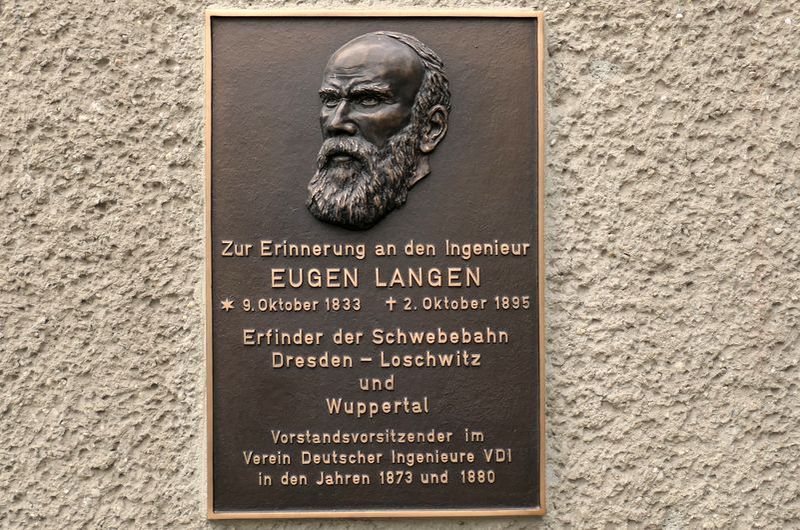 Zur Erinnerung an den Ingenieur
EUGEN LANGEN
✶ 9. Oktober 1833 ✝ 2. Oktober 1895
Erfinder der Schwebebahn
Dresden – Loschwitz
und
Wuppertal
Vorstandsvorsitzender im
Verein Deutscher Ingenieure VDI
in den Jahren 1873 und 1880